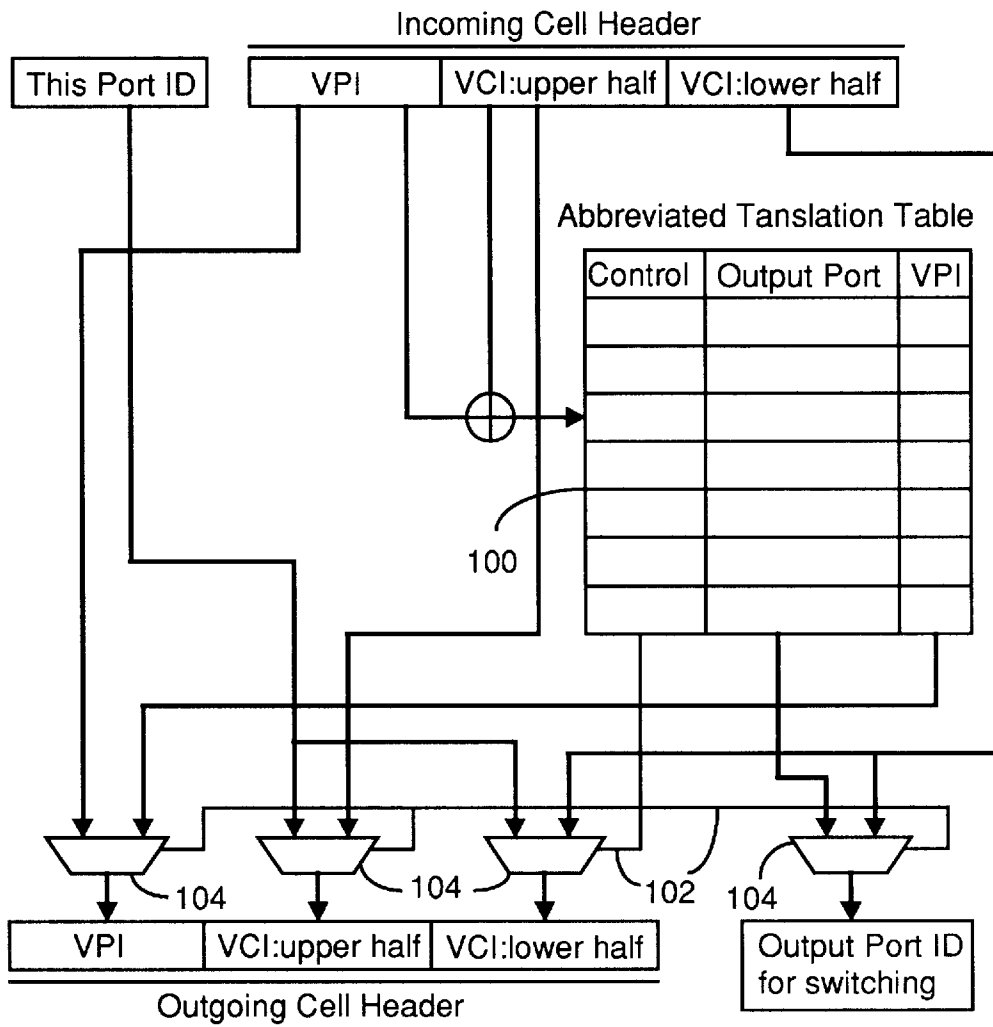 Incoming Cell Header
This Port ID
VPI
VCI:upper half
VCI:lower half
Abbreviated Tanslation Table
Control
Output Port
VPI
100
104
104
102
104
VPI
VCI:upper half
VCI:lower half
Output Port ID
for switching
Outgoing Cell Header